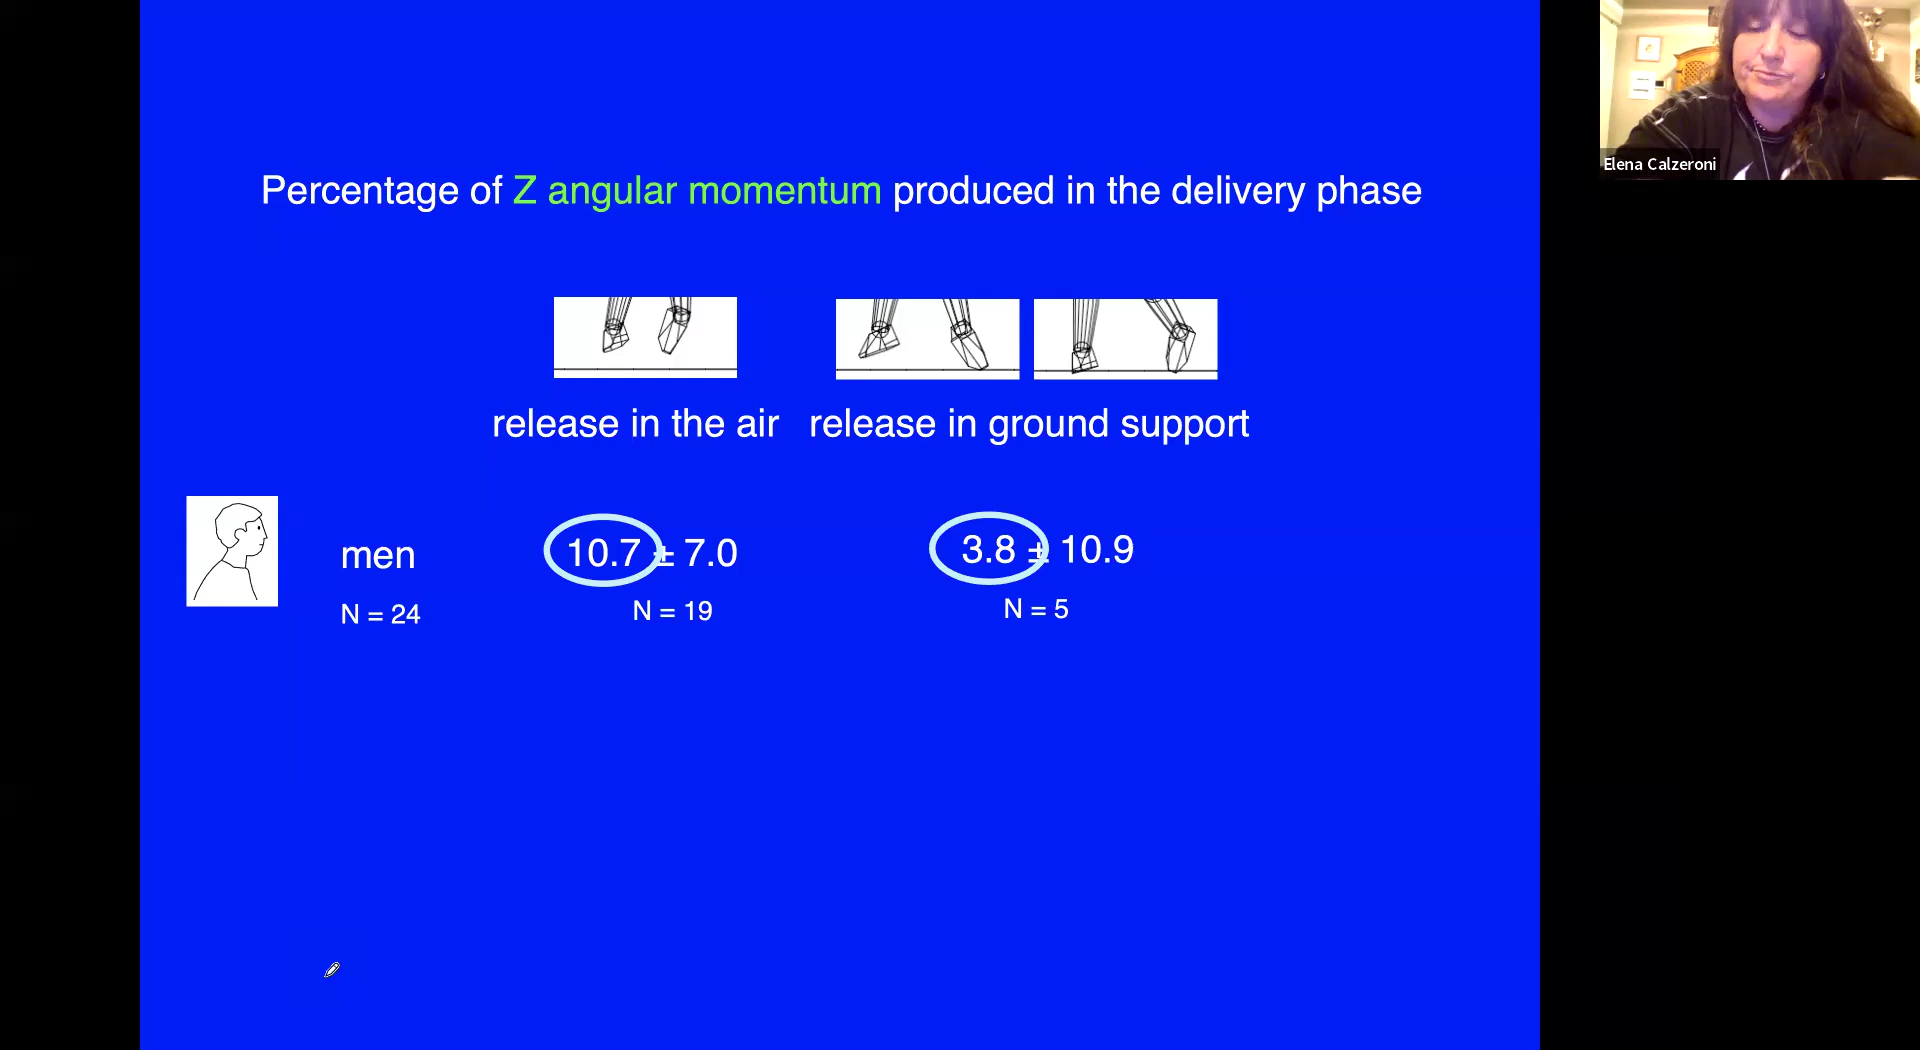 Elena Calzeroni
Percentage of Z angular momentum produced in the delivery phase
release in the air release in ground support
men 10.7 ± 7.0 3.8 ± 10.9
N = 24 N = 19 N = 5